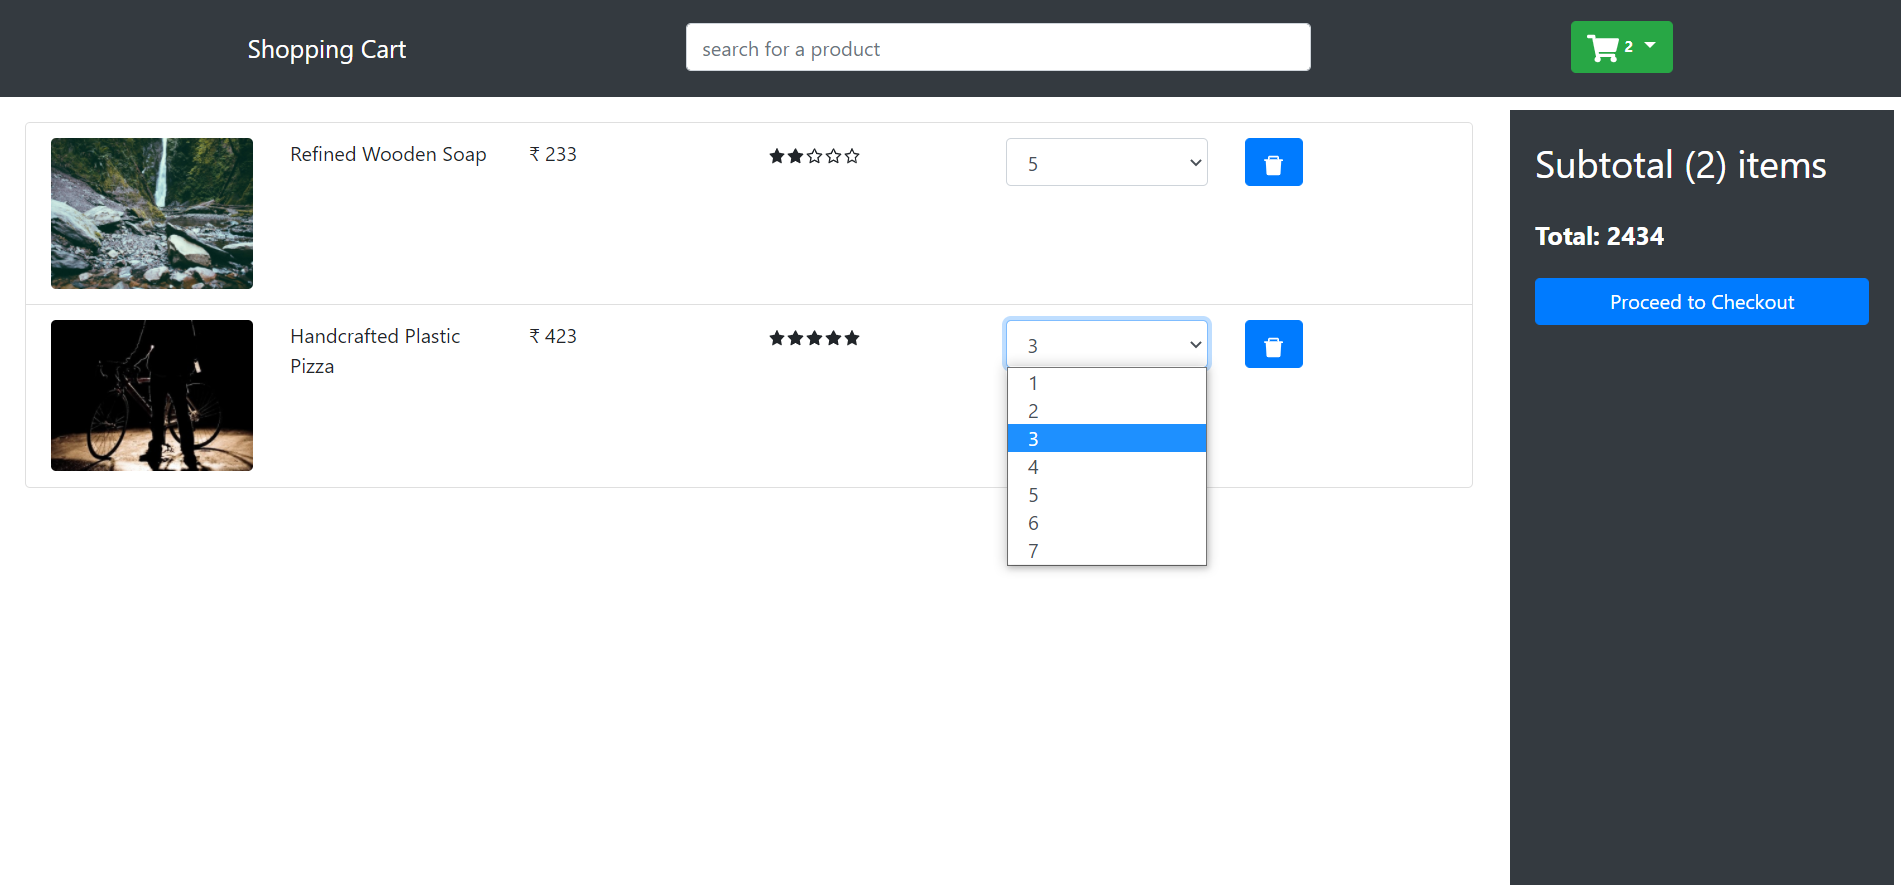 Shopping Cart
search for a product
2
Refined Wooden Soap
₹ 233
5
Handcrafted Plastic
Pizza
₹ 423
3
1
2
3
4
5
6
7
Subtotal (2) items
Total: 2434
Proceed to Checkout